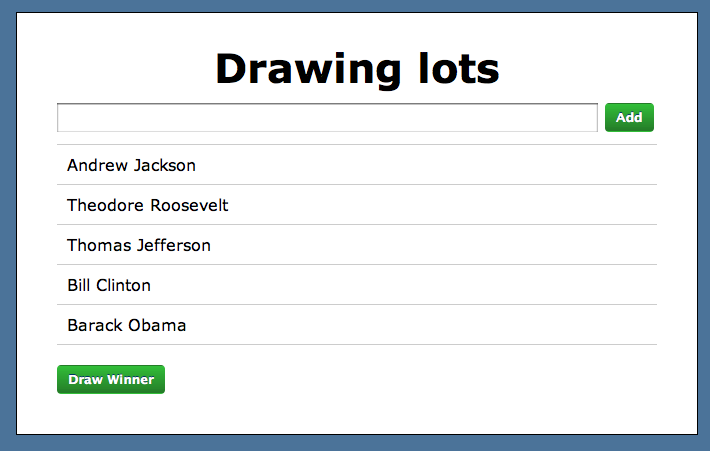 Drawing lots
Add
Andrew Jackson
Theodore Roosevelt
Thomas Jefferson
Bill Clinton
Barack Obama
Draw Winner